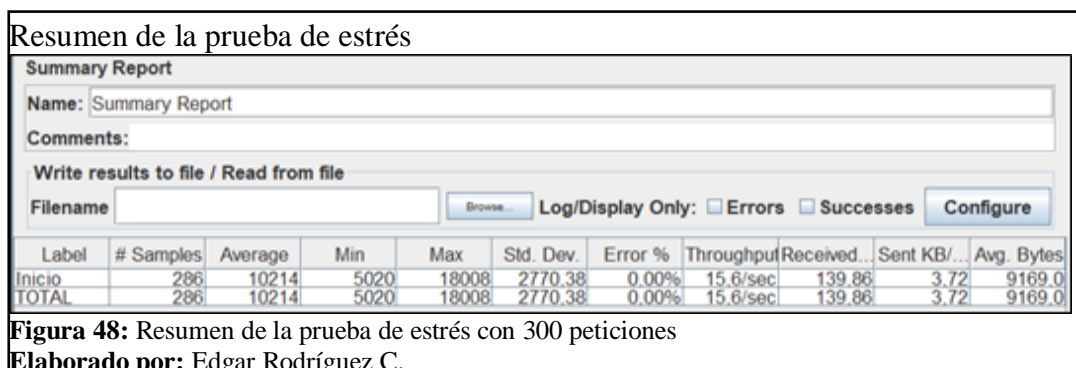 Resumen de la prueba de estrés
Summary Report
Name: Summary Report
Comments:
Write results to file / Read from file
Filename Browse... Log/Display Only: Errors Successes Configure
Label # Samples Average Min Max Std. Dev. Error % Throughput Received... Sent KB/... Avg. Bytes
Inicio 286 10214 5020 18008 2770.38 0.00% 15.6/sec 139.86 3.72 9169.0
TOTAL 286 10214 5020 18008 2770.38 0.00% 15.6/sec 139.86 3.72 9169.0
Figura 48: Resumen de la prueba de estrés con 300 peticiones
Elaborado por: Edgar Rodríguez C.